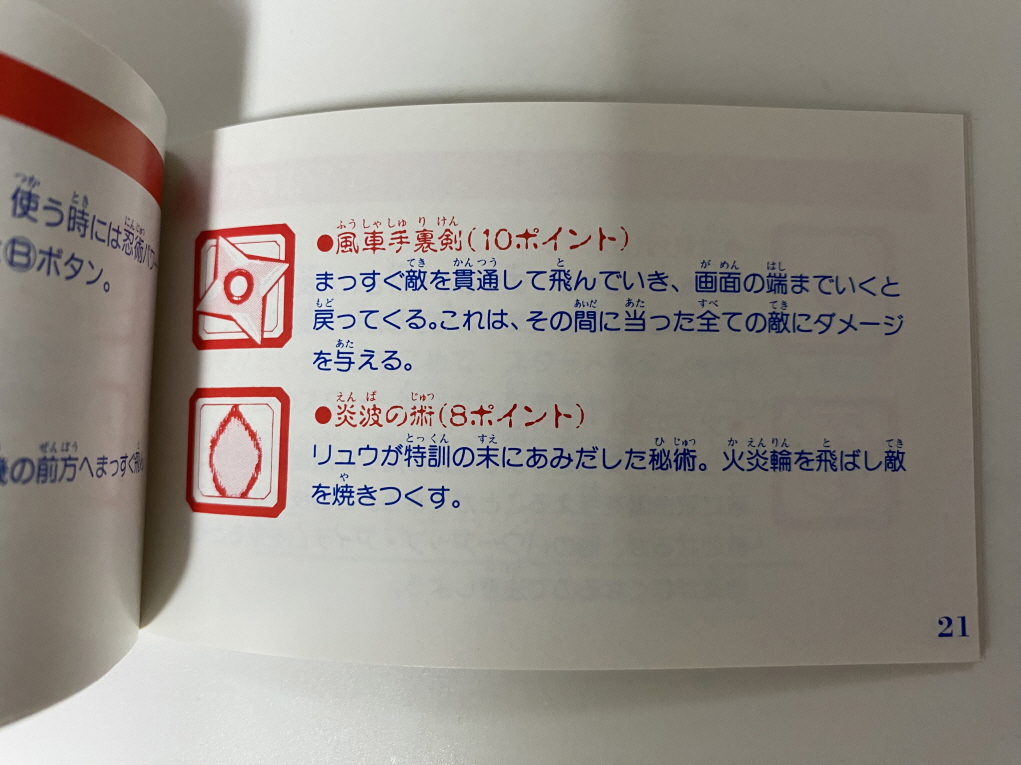 使う時には忍術パワー
Ⓑボタン。
の前方へまっすぐ飛
●風車手裏剣(10ポイント)
まっすぐ敵を貫通して飛んでいき、画面の端までいくと
戻ってくる。これは、その間に当った全ての敵にダメージ
を与える。
●炎波の術(8ポイント)
リュウが特訓の末にあみだした秘術。火炎輪を飛ばし敵
を焼きつくす。
21